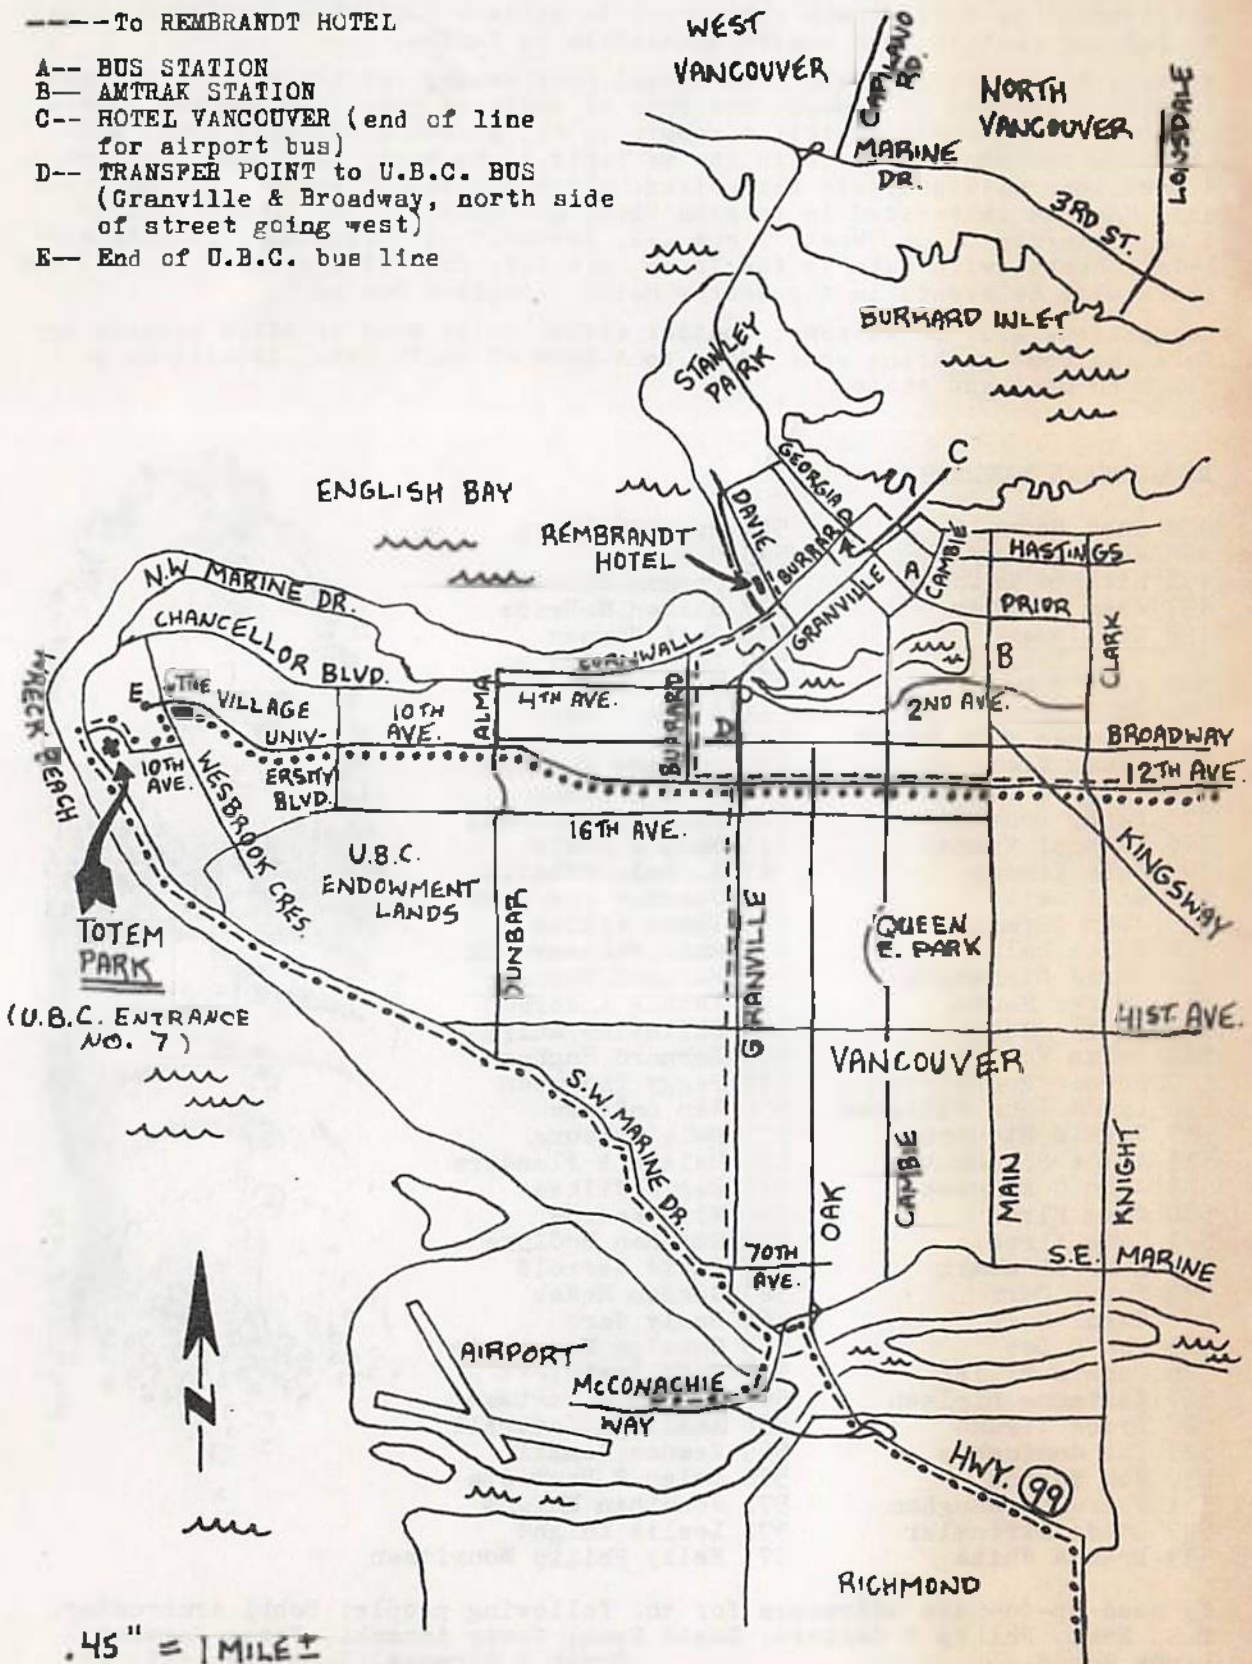 -----To REMBRANDT HOTEL
A-- BUS STATION
B-- AMTRAK STATION
C-- HOTEL VANCOUVER (end of line
for airport bus)
D-- TRANSFER POINT to U.B.C. BUS
(Granville & Broadway, north side
of street going west)
E-- End of U.B.C. bus line
WEST
VANCOUVER
CAPILANO
RD.
NORTH
VANCOUVER
LONSDALE
MARINE
DR.
3RD ST.
BURRARD INLET
STANLEY
PARK
GEORGIA
C
ENGLISH BAY
DAVIE
REMBRANDT
HOTEL
BURRARD
A
CAMBIE
HASTINGS
N.W. MARINE DR.
GRANVILLE
PRIOR
CHANCELLOR BLVD.
CORNWALL
B
CLARK
WRECK BEACH
E
THE
VILLAGE
ALMA
4TH AVE.
BURRARD
D
2ND AVE.
10TH
AVE.
UNIV-
ERSITY
BLVD.
BROADWAY
12TH AVE.
10TH
AVE.
WESBROOK CRES.
16TH AVE.
KINGSWAY
U.B.C.
ENDOWMENT
LANDS
TOTEM
PARK
DUNBAR
GRANVILLE
QUEEN
E. PARK
(U.B.C. ENTRANCE
NO. 7)
41ST AVE.
VANCOUVER
S.W. MARINE DR.
OAK
CAMBIE
MAIN
KNIGHT
70TH
AVE.
S.E. MARINE
N
AIRPORT
McCONACHIE
WAY
HWY. 99
RICHMOND
.45" = 1 MILE ±